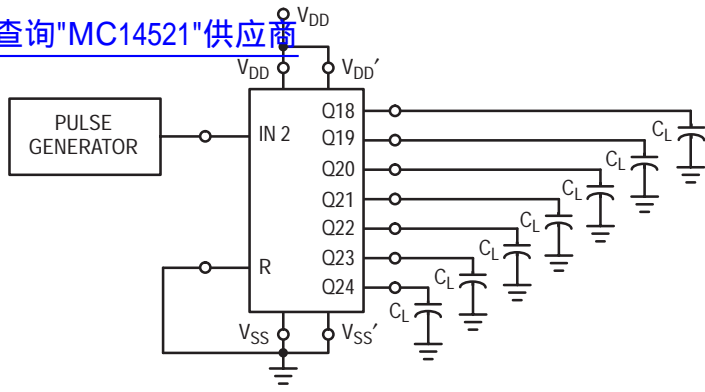 V_DD
查询"MC14521"供应商
V_DD V_DD′
PULSE
GENERATOR
IN 2
R
Q18
Q19
Q20
Q21
Q22
Q23
Q24
C_L
C_L
C_L
C_L
C_L
C_L
C_L
V_SS V_SS′